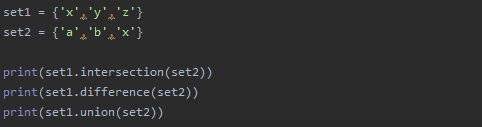 set1 = {'x','y','z'}
set2 = {'a','b','x'}
print(set1.intersection(set2))
print(set1.difference(set2))
print(set1.union(set2))